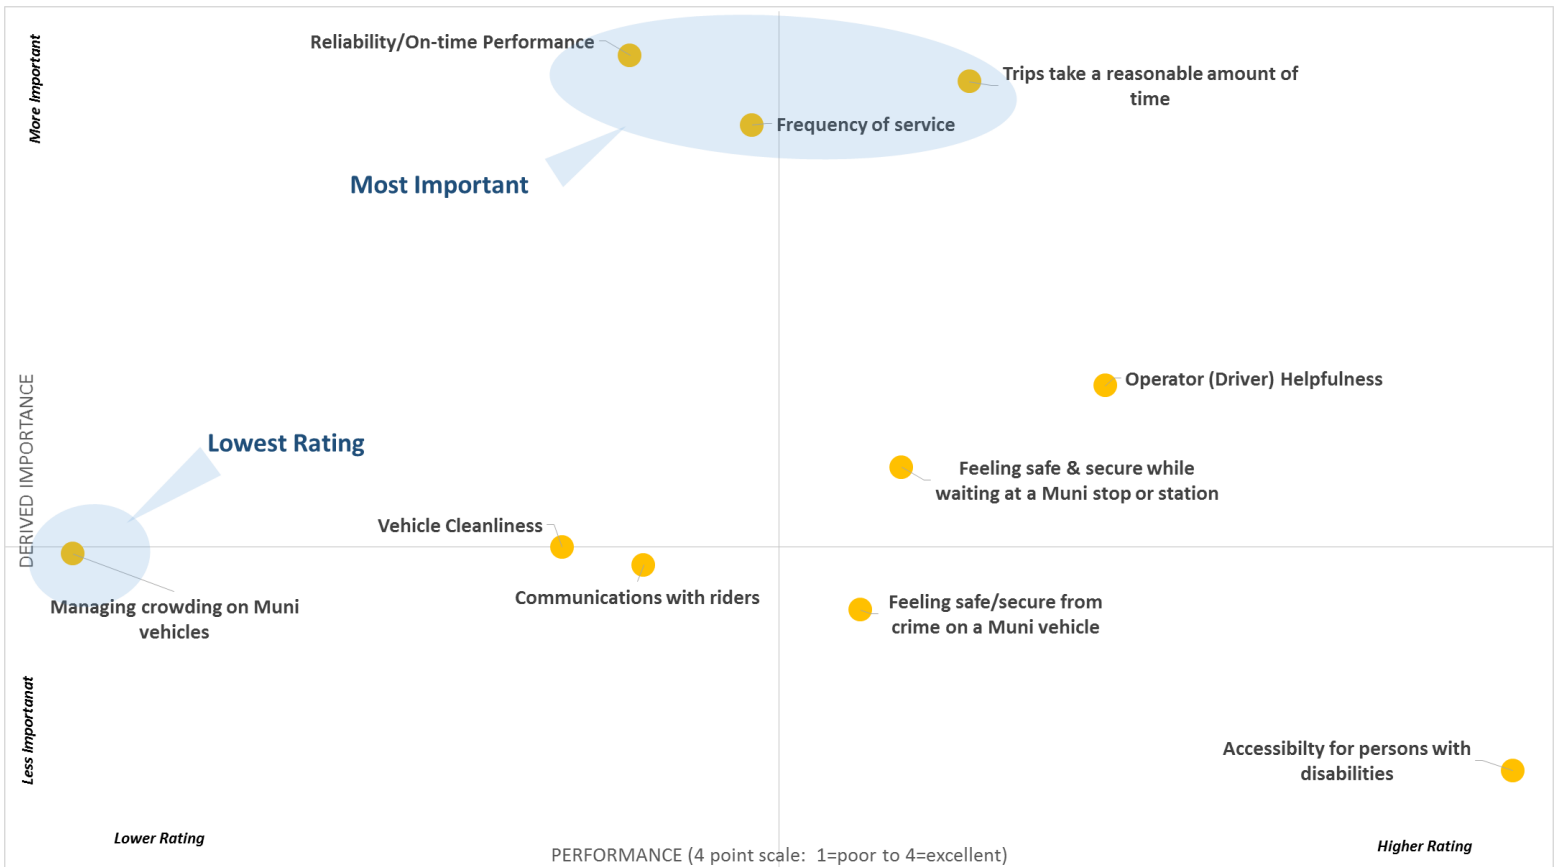 More Important
Reliability/On-time Performance
Trips take a reasonable amount of
time
Frequency of service
Most Important
Operator (Driver) Helpfulness
DERIVED IMPORTANCE
Lowest Rating
Feeling safe & secure while
waiting at a Muni stop or station
Vehicle Cleanliness
Managing crowding on Muni
vehicles
Communications with riders
Feeling safe/secure from
crime on a Muni vehicle
Less Importanat
Accessibilty for persons with
disabilities
Lower Rating
PERFORMANCE (4 point scale:  1=poor to 4=excellent)
Higher Rating